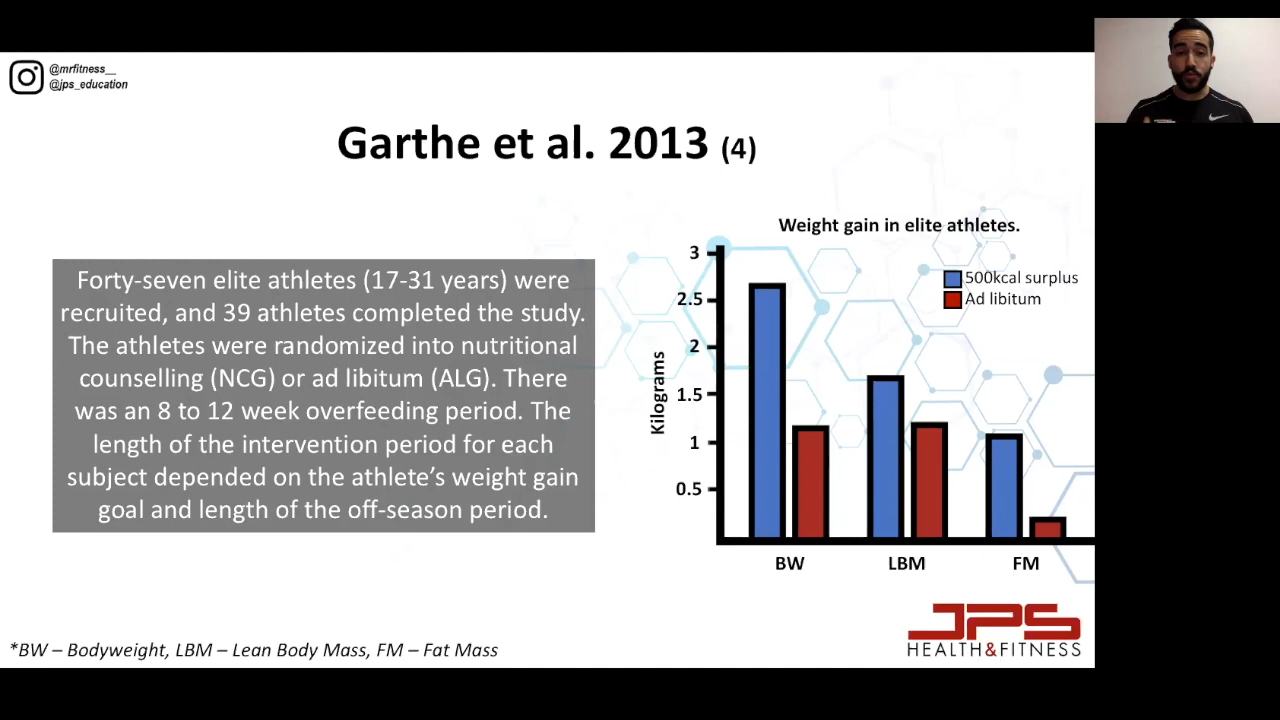 @mrfitness__
@jps_education
Garthe et al. 2013 (4)
Forty-seven elite athletes (17-31 years) were
recruited, and 39 athletes completed the study.
The athletes were randomized into nutritional
counselling (NCG) or ad libitum (ALG). There
was an 8 to 12 week overfeeding period. The
length of the intervention period for each
subject depended on the athlete's weight gain
goal and length of the off-season period.
Weight gain in elite athletes.
500kcal surplus
Ad libitum
Kilograms
3
2.5
2
1.5
1
0.5
BW
LBM
FM
*BW – Bodyweight, LBM – Lean Body Mass, FM – Fat Mass
JPS
HEALTH&FITNESS